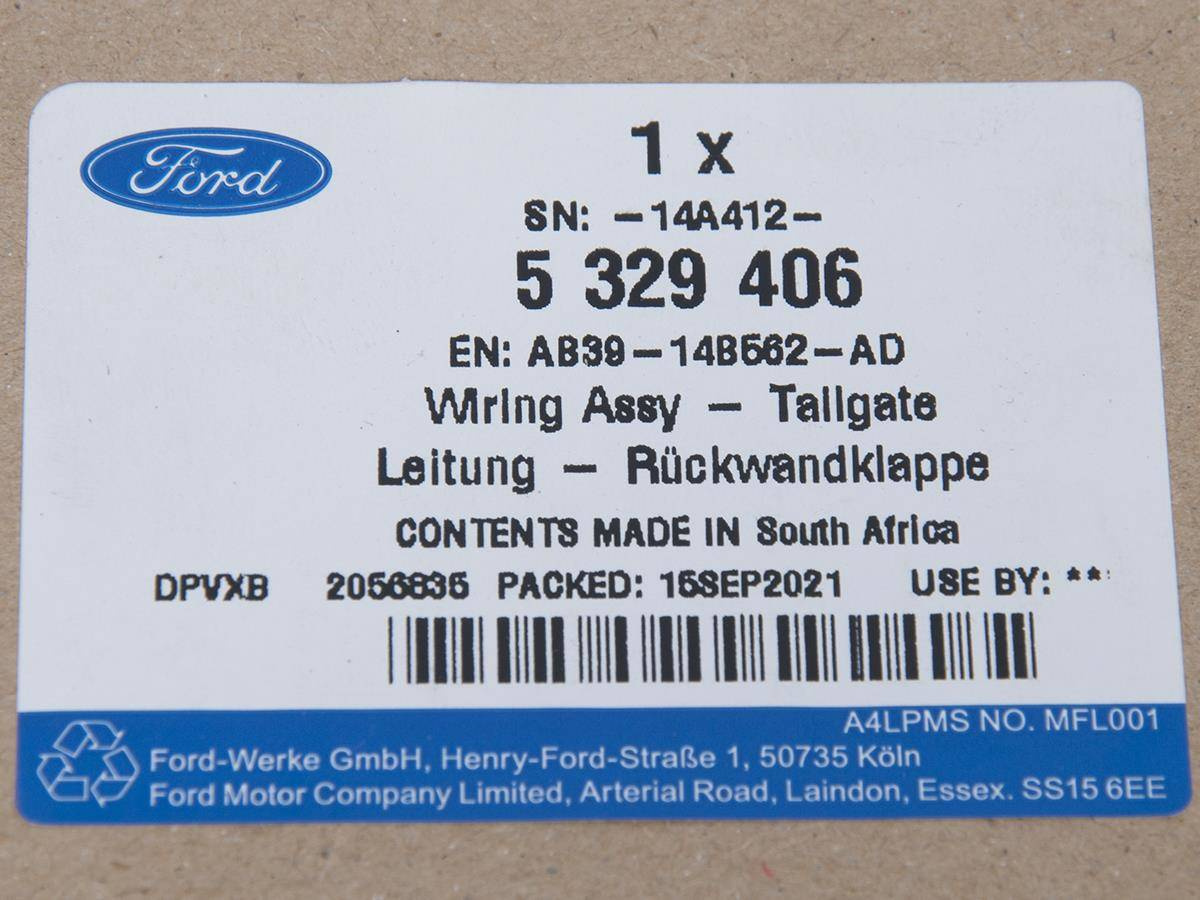 Ford
1 x
SN: -14A412-
5 329 406
EN: AB39-14B562-AD
Wiring Assy - Tailgate
Leitung - Rückwandklappe
CONTENTS MADE IN South Africa
DPVXB 2056835 PACKED: 15SEP2021 USE BY: **
A4LPMS NO. MFL001
Ford-Werke GmbH, Henry-Ford-Straße 1, 50735 Köln
Ford Motor Company Limited, Arterial Road, Laindon, Essex. SS15 6EE